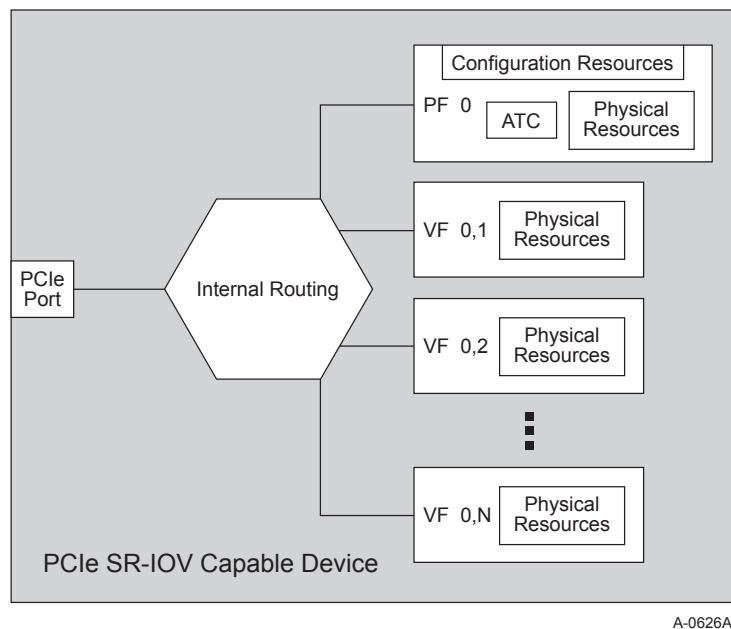 Configuration Resources
PF 0
ATC
Physical
Resources
VF 0,1
Physical
Resources
PCIe
Port
Internal Routing
VF 0,2
Physical
Resources
VF 0,N
Physical
Resources
PCIe SR-IOV Capable Device
A-0626A